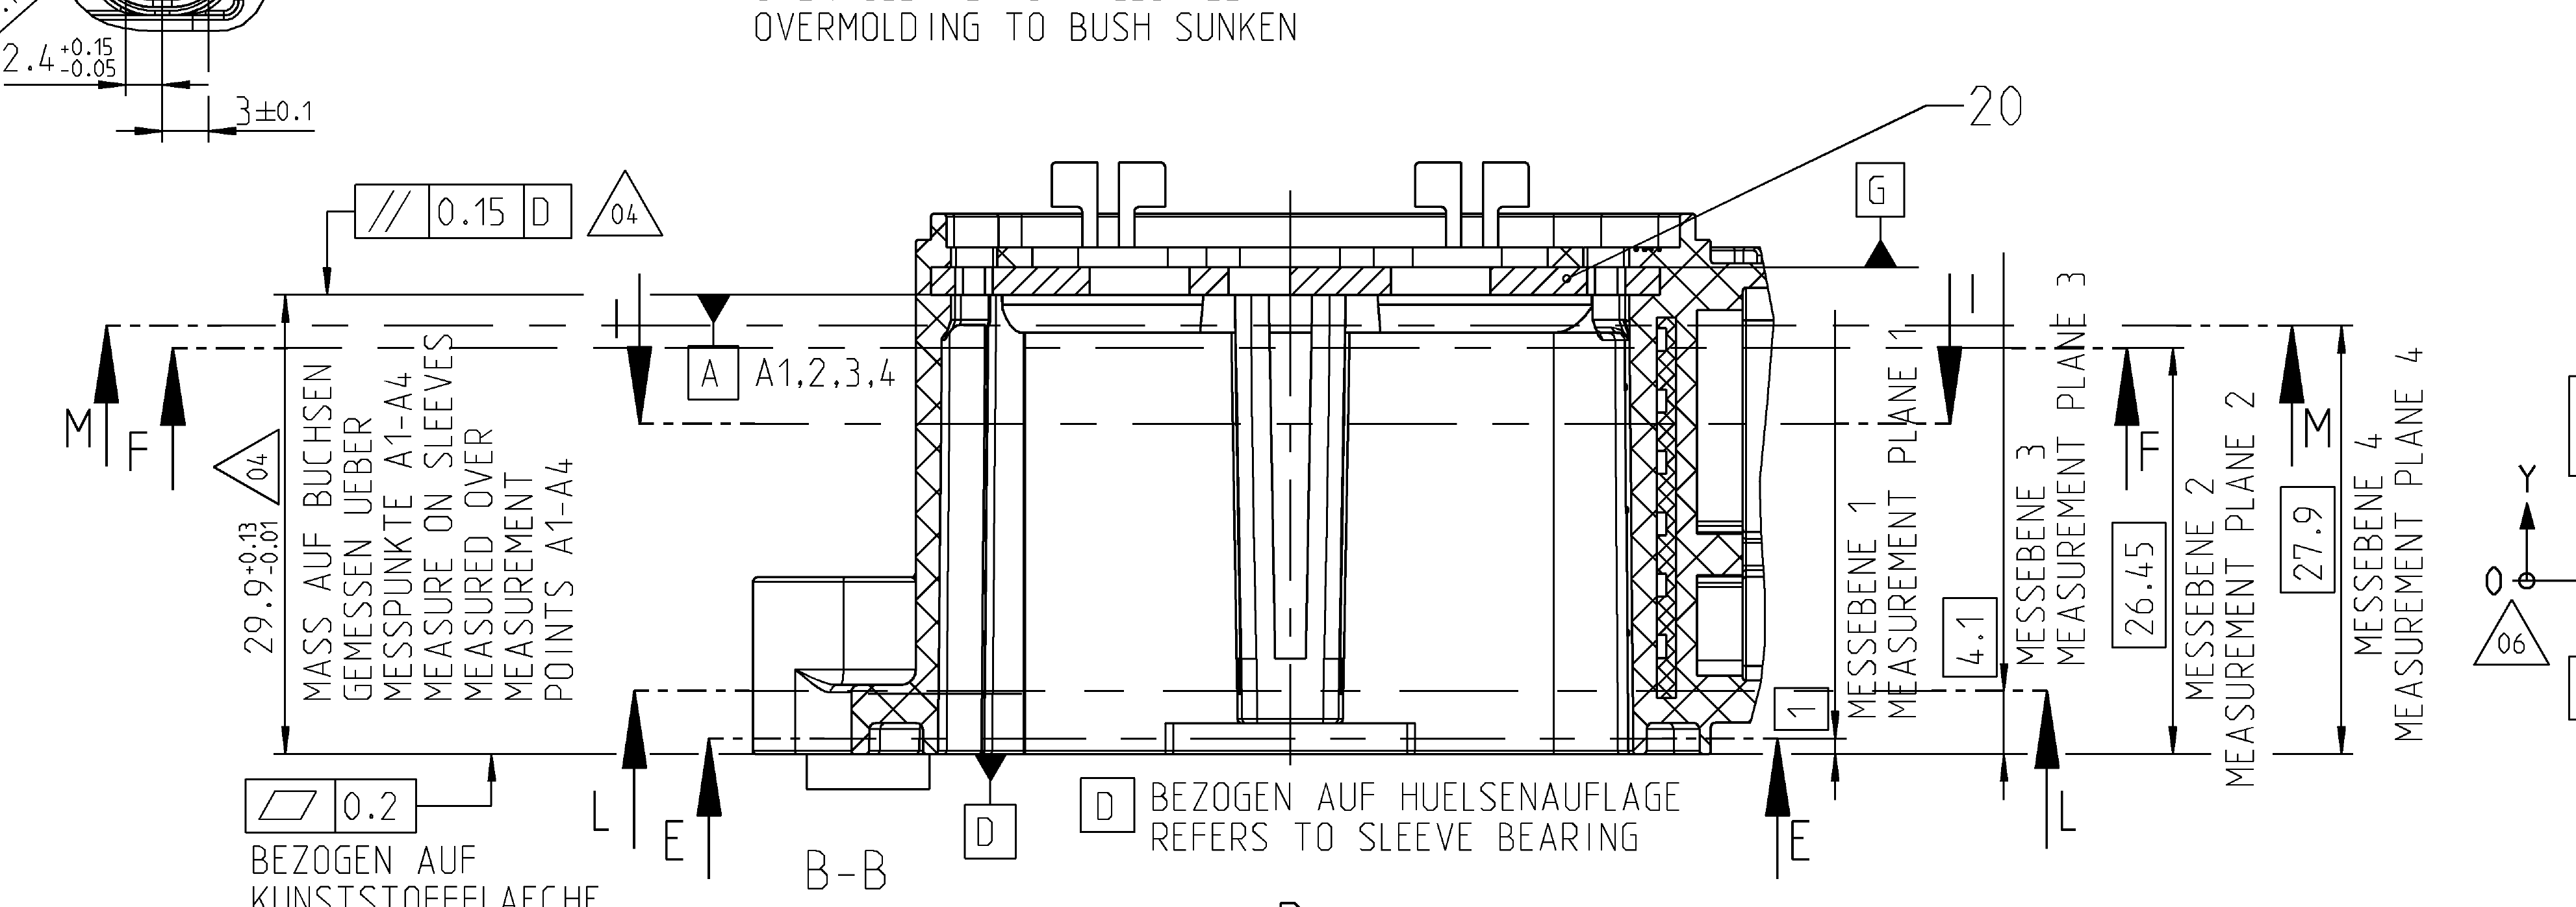 OVERMOLDING TO BUSH SUNKEN
2.4 +0.15 -0.05
3±0.1
20
// 0.15 D
04
G
A A1,2,3,4
I
I
M
F
04
29.9 +0.13 -0.01
MASS AUF BUCHSEN
GEMESSEN UEBER
MESSPUNKTE A1-A4
MEASURE ON SLEEVES
MEASURED OVER
MEASUREMENT
POINTS A1-A4
1
MESSEBENE 1
MEASUREMENT PLANE 1
4.1
MESSEBENE 3
MEASUREMENT PLANE 3
F
26.45
MESSEBENE 2
MEASUREMENT PLANE 2
M
27.9
MESSEBENE 4
MEASUREMENT PLANE 4
Y
0
06
0.2
BEZOGEN AUF
KUNSTSTOFFFLAECHE
L
E
B-B
D
D BEZOGEN AUF HUELSENAUFLAGE
REFERS TO SLEEVE BEARING
E
L